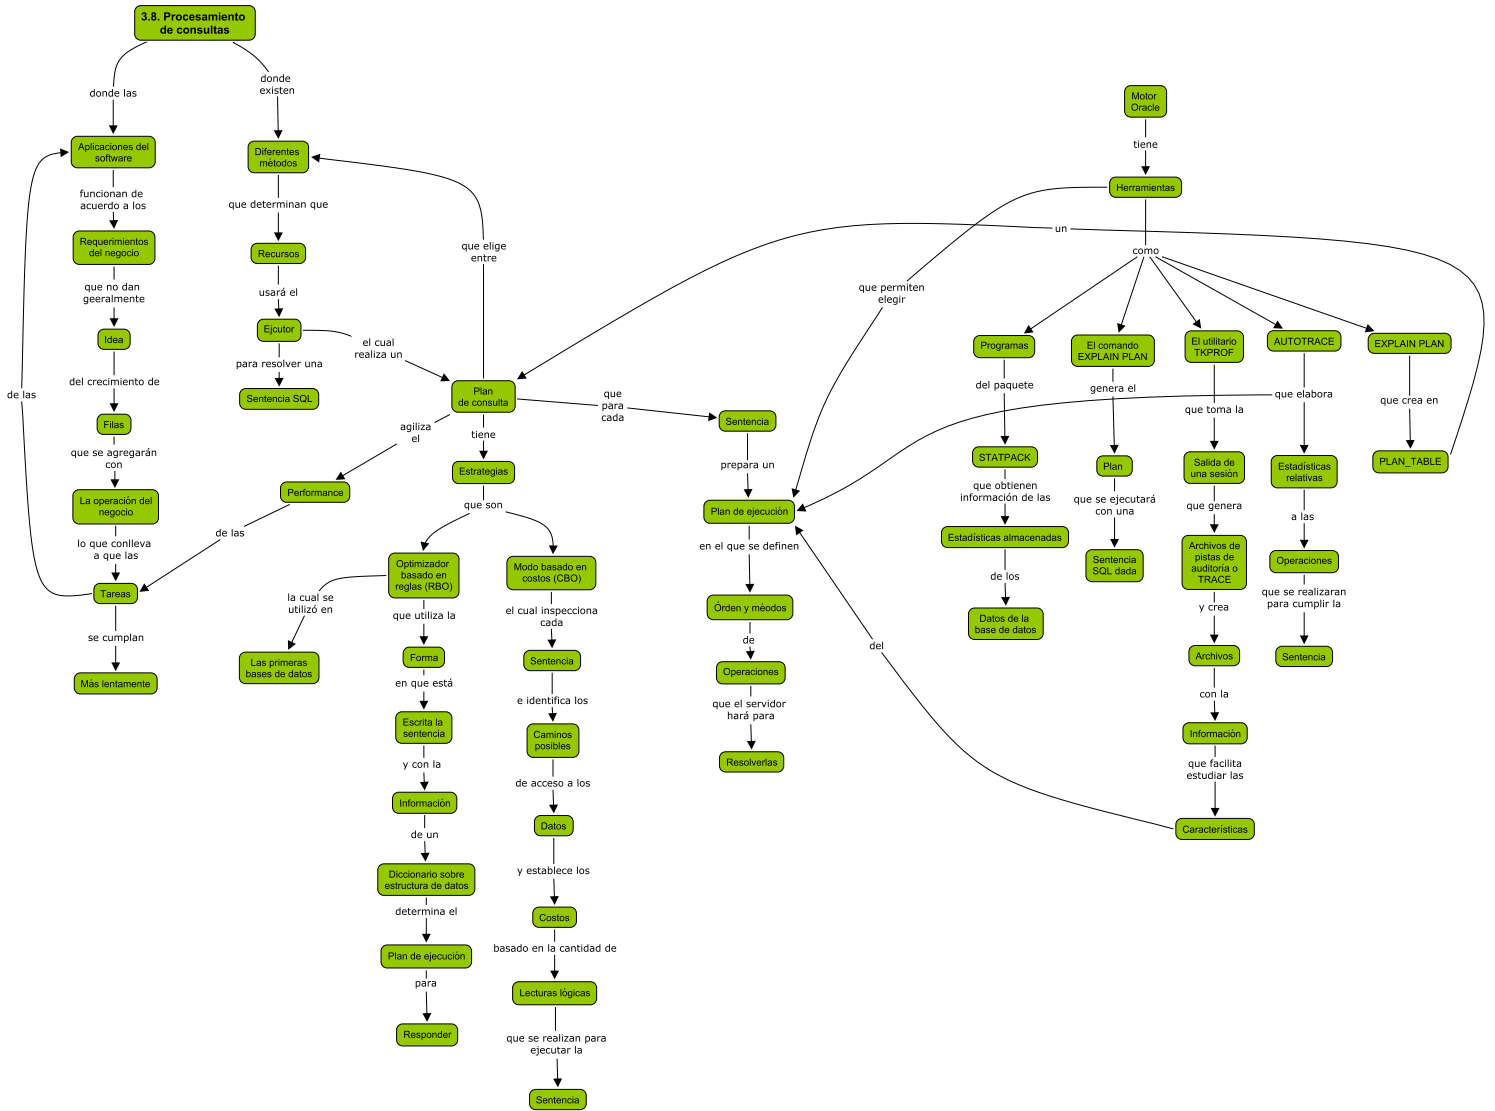 3.8. Procesamiento
de consultas
donde las
Aplicaciones del
software
funcionan de
acuerdo a los
Requerimientos
del negocio
que no dan
geeralmente
Idea
del crecimiento de
Filas
que se agregarán
con
La operación del
negocio
lo que conlleva
a que las
Tareas
de las
se cumplan
Más lentamente
donde
existen
Diferentes
métodos
que determinan que
Recursos
usará el
Ejcutor
para resolver una
Sentencia SQL
el cual
realiza un
Plan
de consulta
que elige
entre
agiliza
el
Performance
de las
tiene
Estrategias
que son
Optimizador
basado en
reglas (RBO)
la cual se
utilizó en
Las primeras
bases de datos
que utiliza la
Forma
en que está
Escrita la
sentencia
y con la
Información
de un
Diccionario sobre
estructura de datos
determina el
Plan de ejecución
para
Responder
Modo basado en
costos (CBO)
el cual inspecciona
cada
Sentencia
e identifica los
Caminos
posibles
de acceso a los
Datos
y establece los
Costos
basado en la cantidad de
Lecturas lógicas
que se realizan para
ejecutar la
Sentencia
que
para
cada
Sentencia
prepara un
Plan de ejecución
en el que se definen
Órden y méodos
de
Operaciones
que el servidor
hará para
Resolverlas
Motor
Oracle
tiene
Herramientas
que permiten
elegir
como
Programas
del paquete
STATPACK
que obtienen
información de las
Estadísticas almacenadas
de los
Datos de la
base de datos
El comando
EXPLAIN PLAN
genera el
Plan
que se ejecutará
con una
Sentencia
SQL dada
El utilitario
TKPROF
que toma la
Salida de
una sesión
que genera
Archivos de
pistas de
auditoría o
TRACE
y crea
Archivos
con la
Información
que facilita
estudiar las
Características
del
AUTOTRACE
que elabora
Estadísticas
relativas
a las
Operaciones
que se realizaran
para cumplir la
Sentencia
EXPLAIN PLAN
que crea en
PLAN_TABLE
un